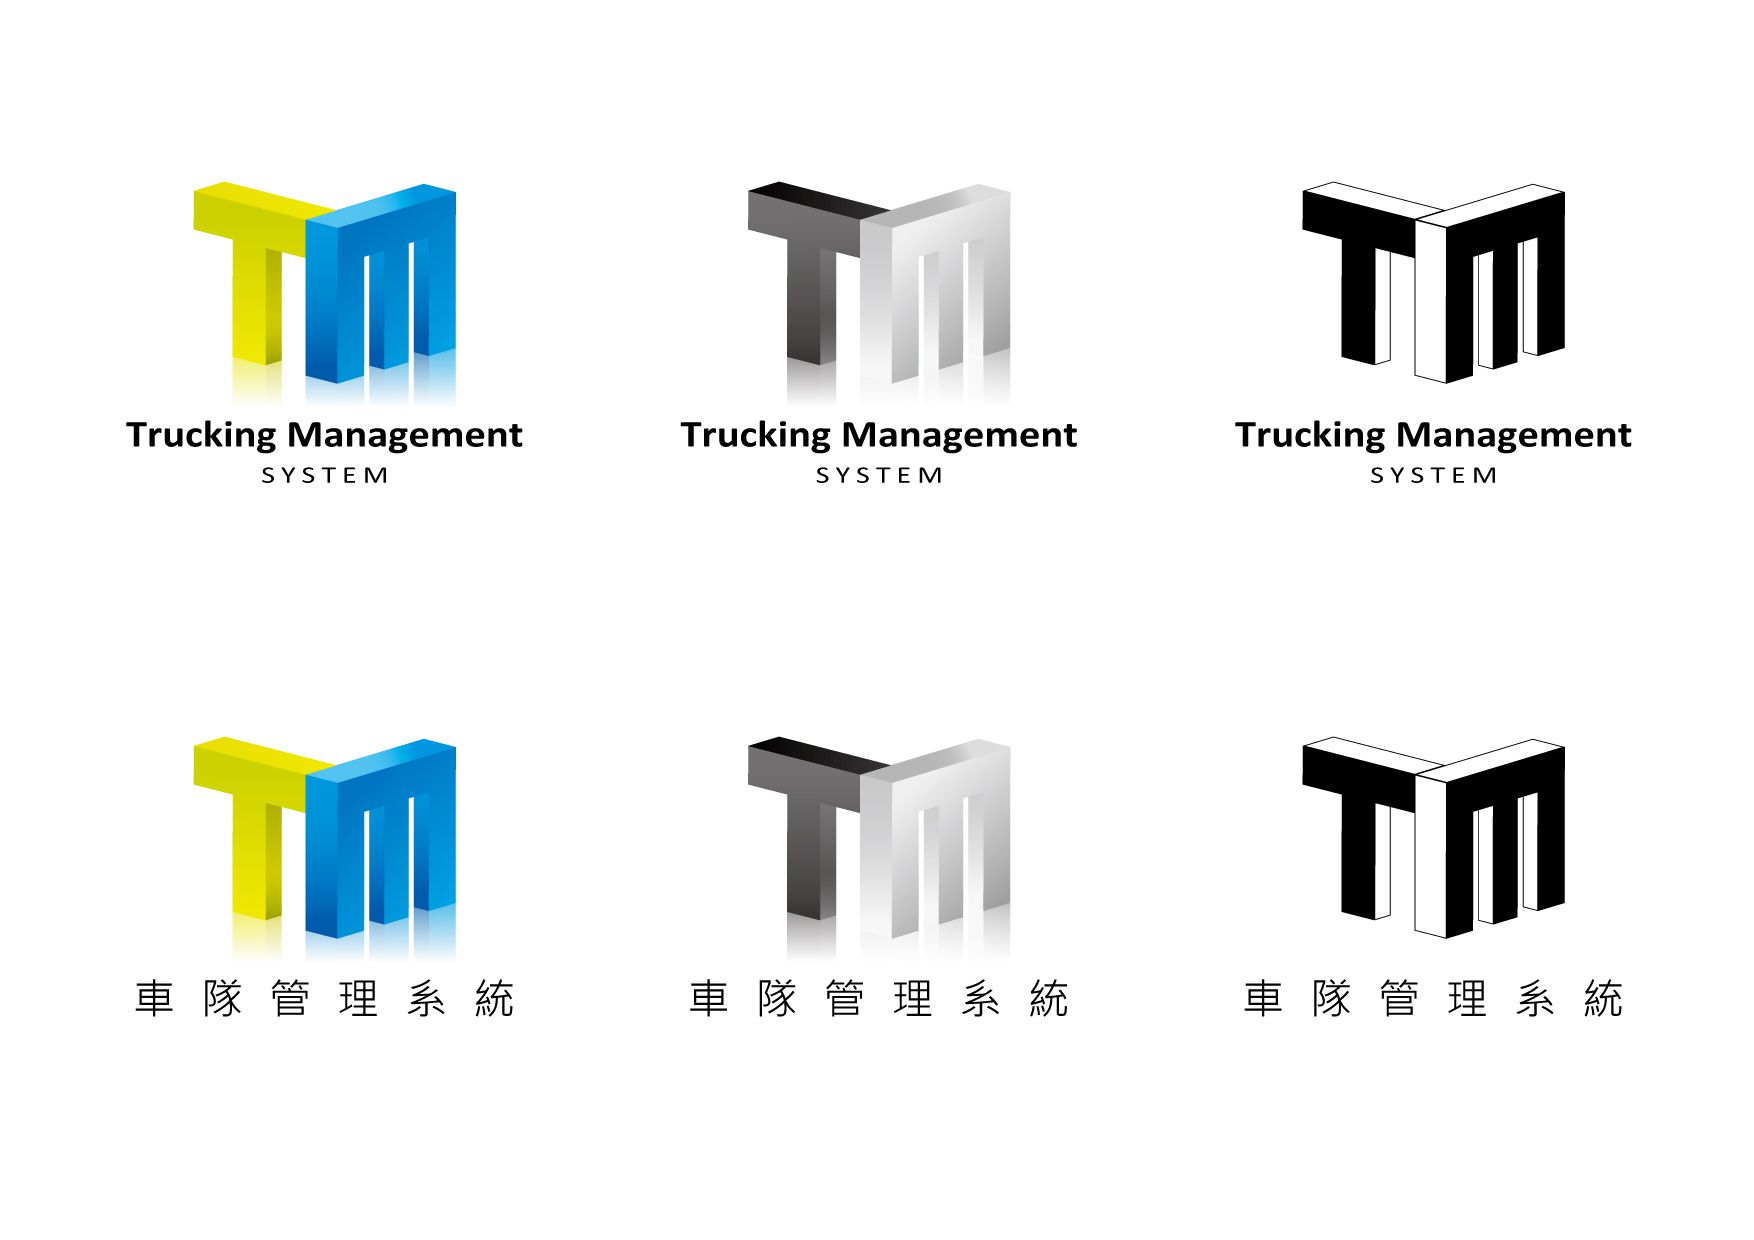 TM TM TM
Trucking Management Trucking Management Trucking Management
SYSTEM SYSTEM SYSTEM
TM TM TM
車隊管理系統 車隊管理系統 車隊管理系統